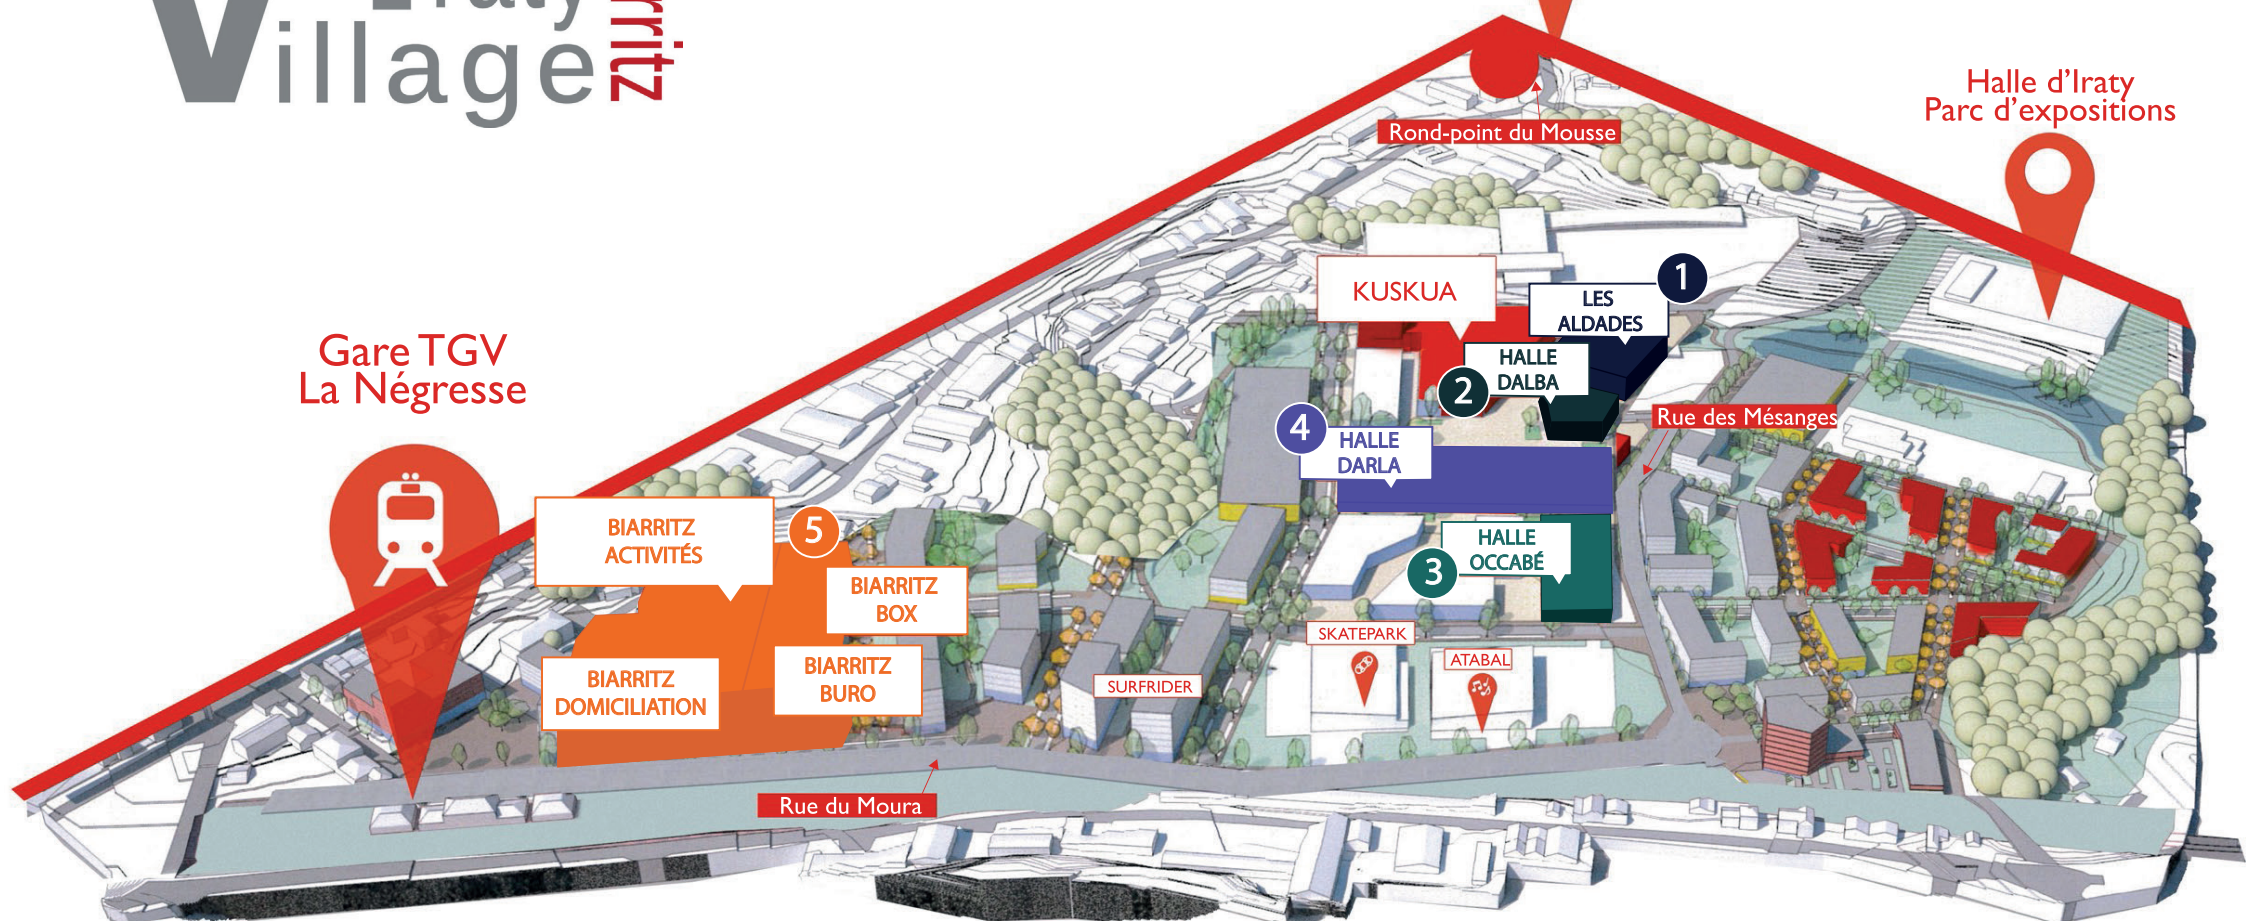 Village
Rond-point du Mousse
Halle d'Iraty
Parc d'expositions
KUSKUA
1
LES
ALDADES
Gare TGV
La Négresse
2
HALLE
DALBA
Rue des Mésanges
4
HALLE
DARLA
BIARRITZ
ACTIVITÉS
5
HALLE
OCCABÉ
3
BIARRITZ
BOX
SKATEPARK
ATABAL
BIARRITZ
DOMICILIATION
BIARRITZ
BURO
SURFRIDER
Rue du Moura